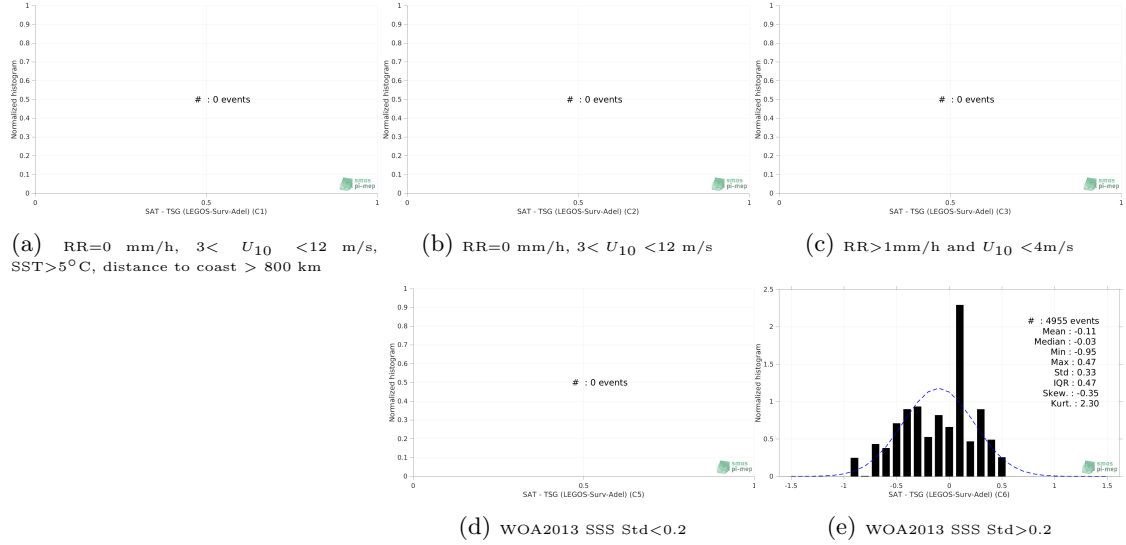 1
0.9
0.8
0.7
0.6
0.5
0.4
0.3
0.2
0.1
0
Normalized histogram
# : 0 events
smos
pi-mep
0 0.5 1
SAT - TSG (LEGOS-Surv-Adel) (C1)
(a) RR=0 mm/h, 3< U10 <12 m/s,
SST>5°C, distance to coast > 800 km
1
0.9
0.8
0.7
0.6
0.5
0.4
0.3
0.2
0.1
0
Normalized histogram
# : 0 events
smos
pi-mep
0 0.5 1
SAT - TSG (LEGOS-Surv-Adel) (C2)
(b) RR=0 mm/h, 3< U10 <12 m/s
1
0.9
0.8
0.7
0.6
0.5
0.4
0.3
0.2
0.1
0
Normalized histogram
# : 0 events
smos
pi-mep
0 0.5 1
SAT - TSG (LEGOS-Surv-Adel) (C3)
(c) RR>1mm/h and U10 <4m/s
1
0.9
0.8
0.7
0.6
0.5
0.4
0.3
0.2
0.1
0
Normalized histogram
# : 0 events
smos
pi-mep
0 0.5 1
SAT - TSG (LEGOS-Surv-Adel) (C5)
(d) WOA2013 SSS Std<0.2
2.5
2
1.5
1
0.5
0
Normalized histogram
# : 4955 events
Mean : -0.11
Median : -0.03
Min : -0.95
Max : 0.47
Std : 0.33
IQR : 0.47
Skew. : -0.35
Kurt. : 2.30
smos
pi-mep
-1.5 -1 -0.5 0 0.5 1 1.5
SAT - TSG (LEGOS-Surv-Adel) (C6)
(e) WOA2013 SSS Std>0.2